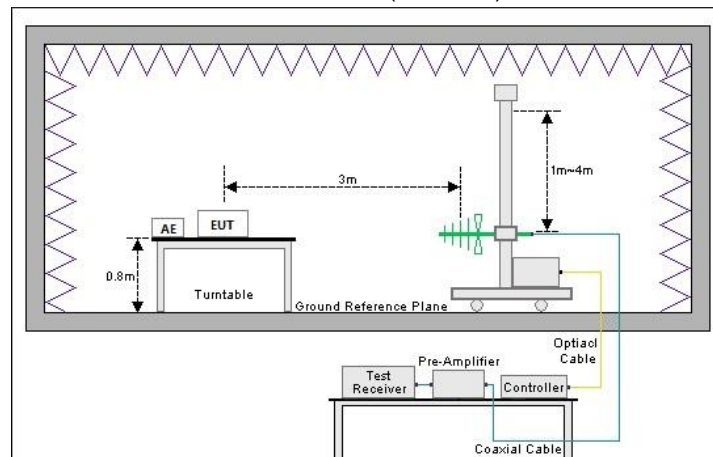 3m
1m~4m
AE
EUT
0.8m
Turntable
Ground Reference Plane
Optiacl
Cable
Pre-Amplifier
Test
Receiver
Controller
Coaxial Cable